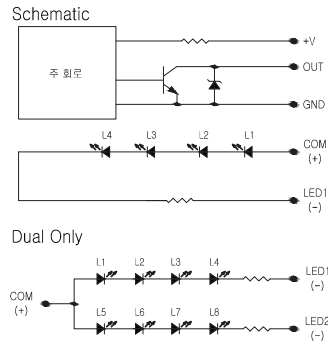 Schematic
주 회로
+V
OUT
GND
L4 L3 L2 L1
COM
(+)
LED1
(-)
Dual Only
L1 L2 L3 L4
LED1
(-)
COM
(+)
L5 L6 L7 L8
LED2
(-)